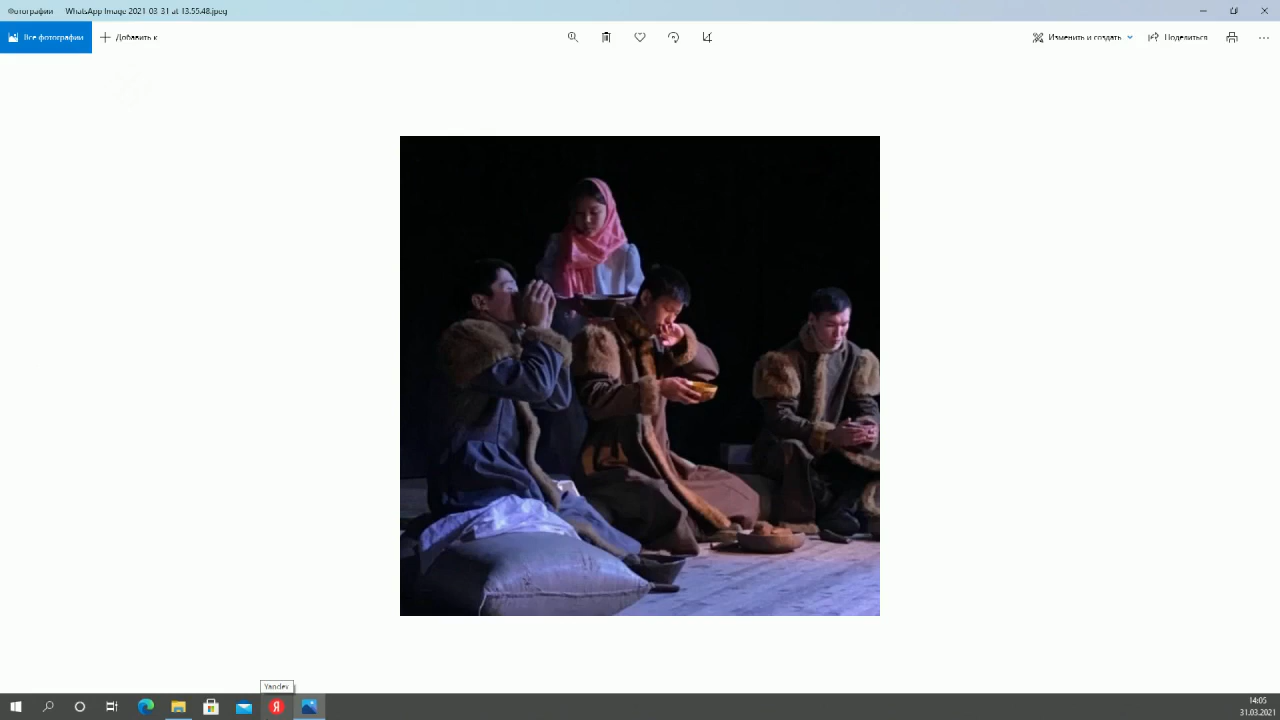 Фотографии - WhatsApp Image 2021-03-31 at 13.55.48.jpeg
Все фотографии
Добавить к
Изменить и создать
Поделиться
Yandex
14:05
31.03.2021